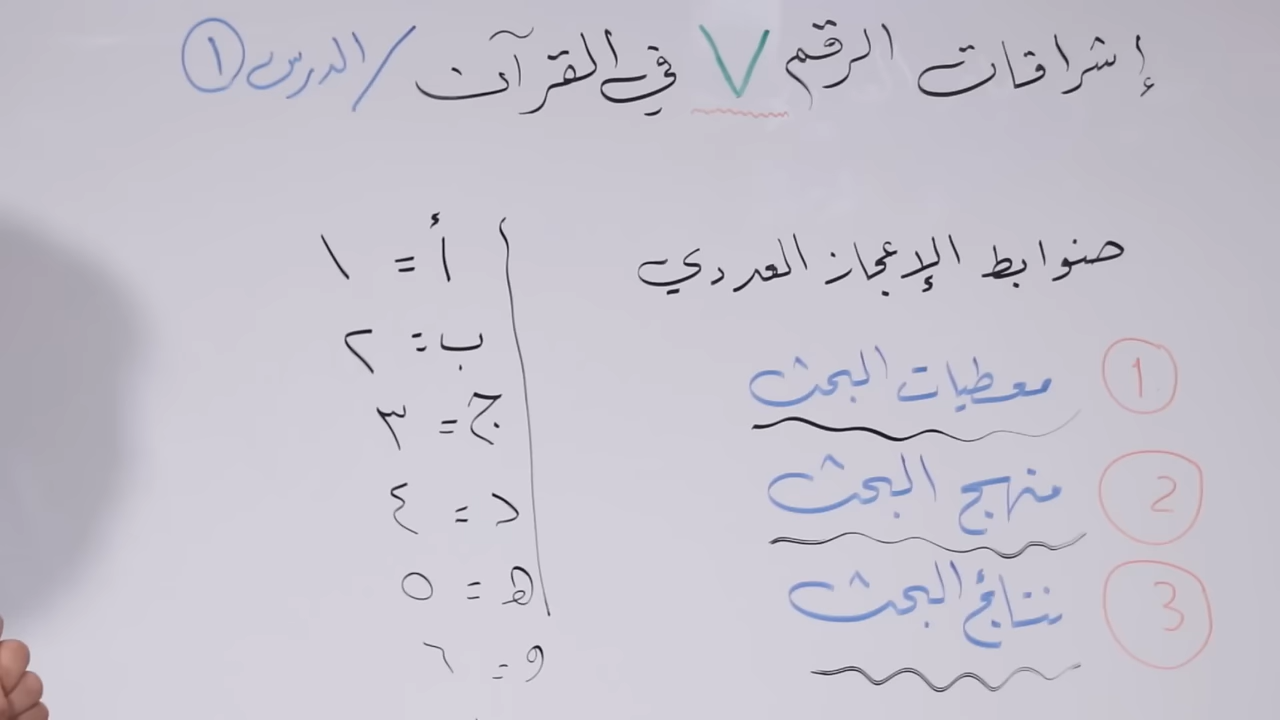 إشراقات الرقم ٧ في القرآن / الدرس ١
ضوابط الإعجاز العددي
1 معطيات البحث
2 منهج البحث
3 نتائج البحث
أ = ١
ب = ٢
ج = ٣
د = ٤
ه = ٥
و = ٦